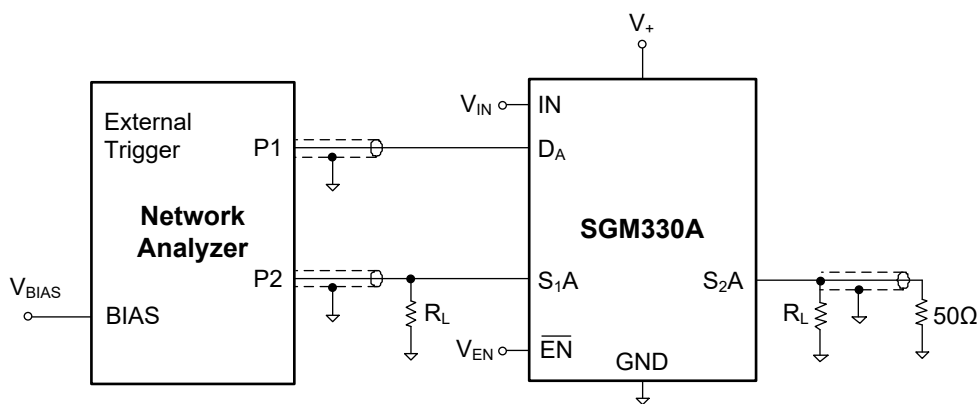 V+
External
Trigger
P1
Network
Analyzer
P2
VBIAS
BIAS
RL
VIN
IN
DA
SGM330A
S1A
S2A
VEN
EN
GND
RL
50Ω